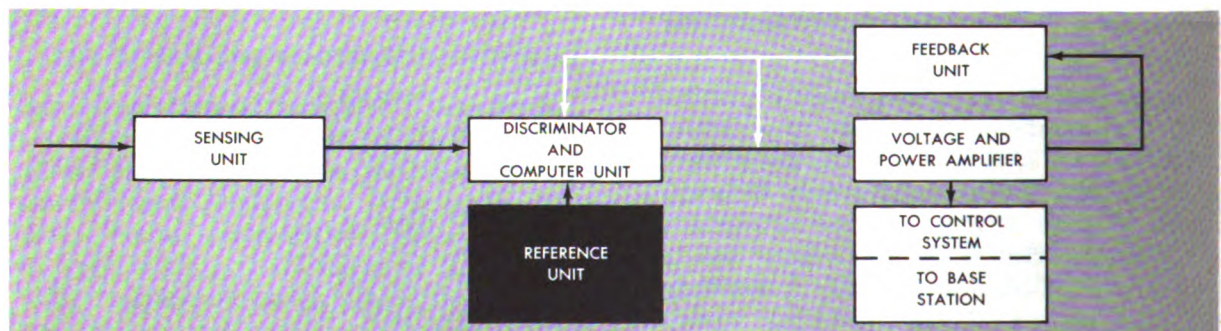 FEEDBACK
UNIT
SENSING
UNIT
DISCRIMINATOR
AND
COMPUTER UNIT
VOLTAGE AND
POWER AMPLIFIER
REFERENCE
UNIT
TO CONTROL
SYSTEM
TO BASE
STATION